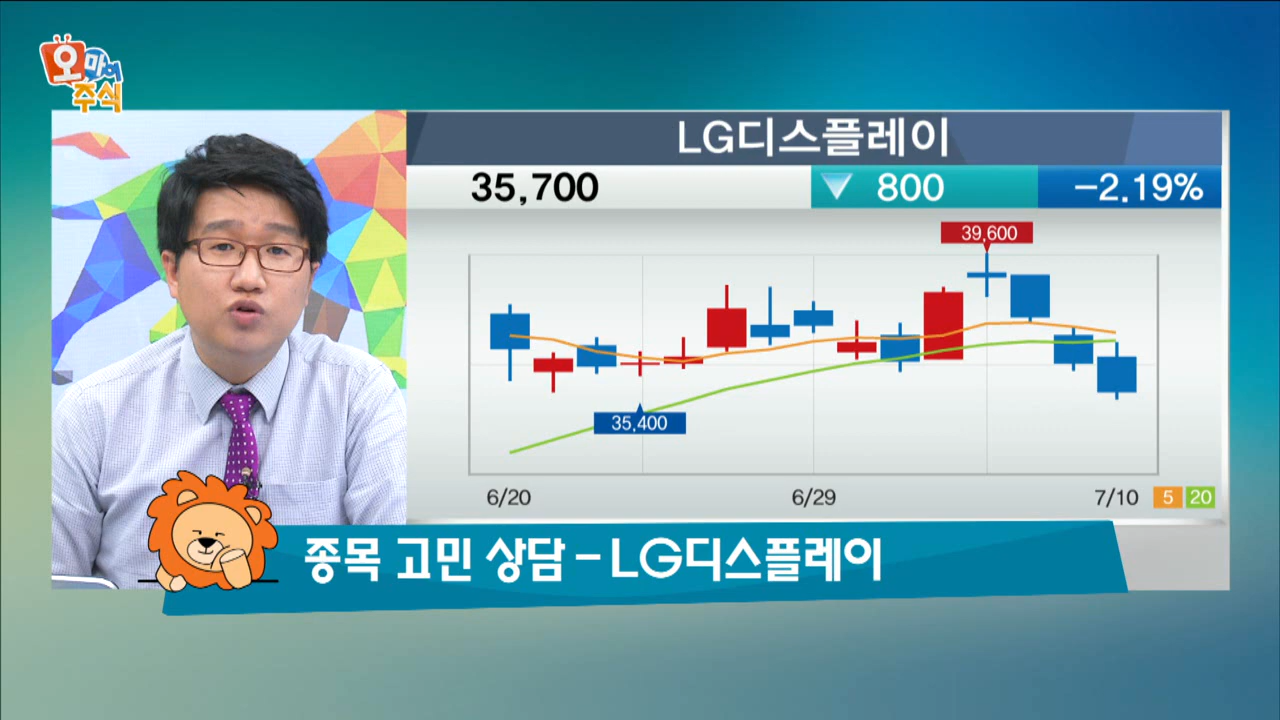 오마이
주식
LG디스플레이
35,700 ▼ 800 -2.19%
39,600
35,400
6/20 6/29 7/10 5 20
종목 고민 상담-LG디스플레이